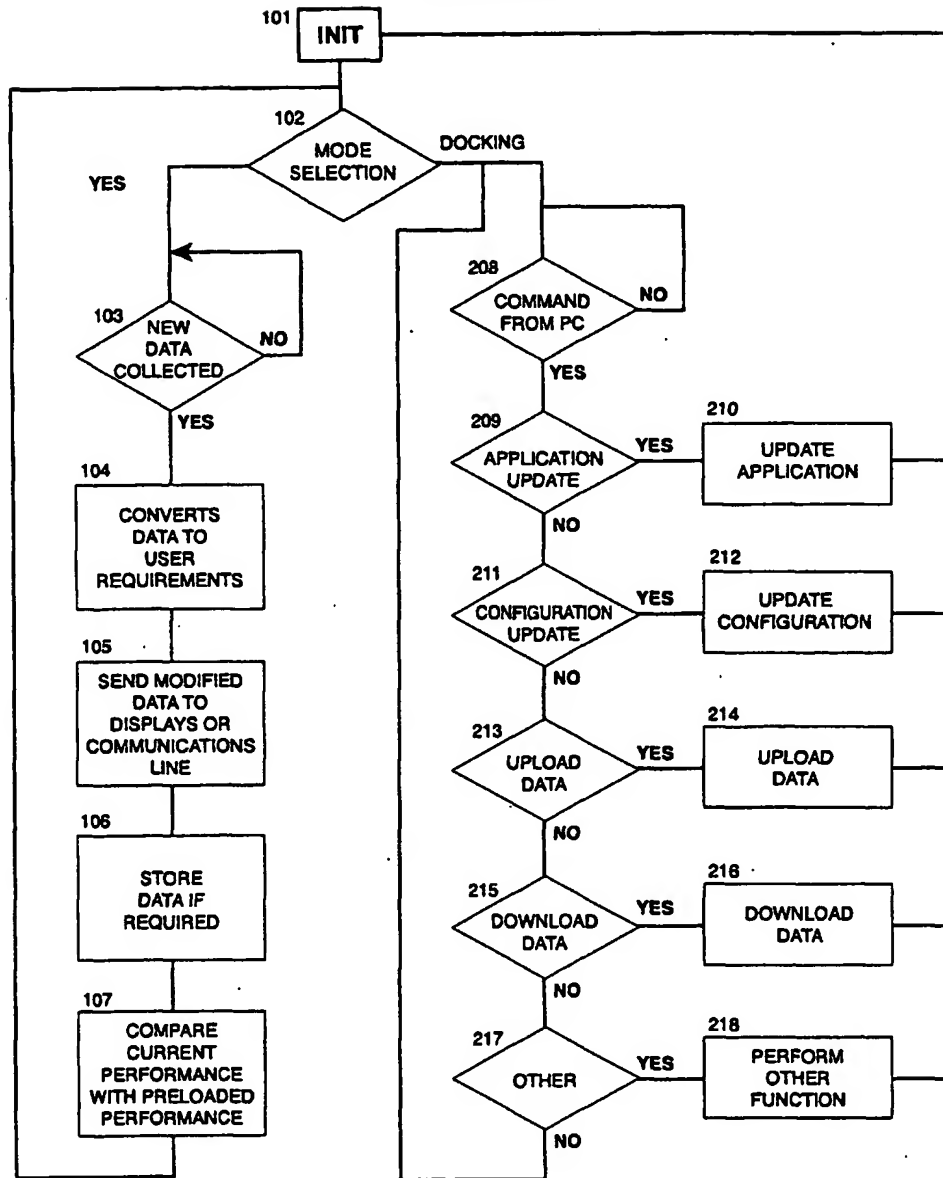 101
INIT
102
MODE
SELECTION
DOCKING
YES
103
NEW
DATA
COLLECTED
NO
YES
104
CONVERTS
DATA TO
USER
REQUIREMENTS
105
SEND MODIFIED
DATA TO
DISPLAYS OR
COMMUNICATIONS
LINE
106
STORE
DATA IF
REQUIRED
107
COMPARE
CURRENT
PERFORMANCE
WITH PRELOADED
PERFORMANCE
208
COMMAND
FROM PC
NO
YES
209
APPLICATION
UPDATE
YES
NO
210
UPDATE
APPLICATION
211
CONFIGURATION
UPDATE
YES
NO
212
UPDATE
CONFIGURATION
213
UPLOAD
DATA
YES
NO
214
UPLOAD
DATA
215
DOWNLOAD
DATA
YES
NO
216
DOWNLOAD
DATA
217
OTHER
YES
NO
218
PERFORM
OTHER
FUNCTION